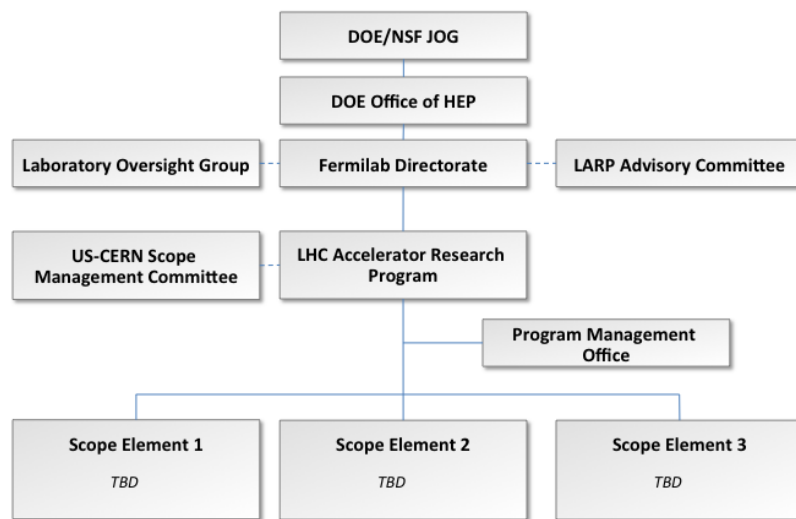 DOE/NSF JOG
DOE Office of HEP
Laboratory Oversight Group
Fermilab Directorate
LARP Advisory Committee
US-CERN Scope
Management Committee
LHC Accelerator Research
Program
Program Management
Office
Scope Element 1
TBD
Scope Element 2
TBD
Scope Element 3
TBD